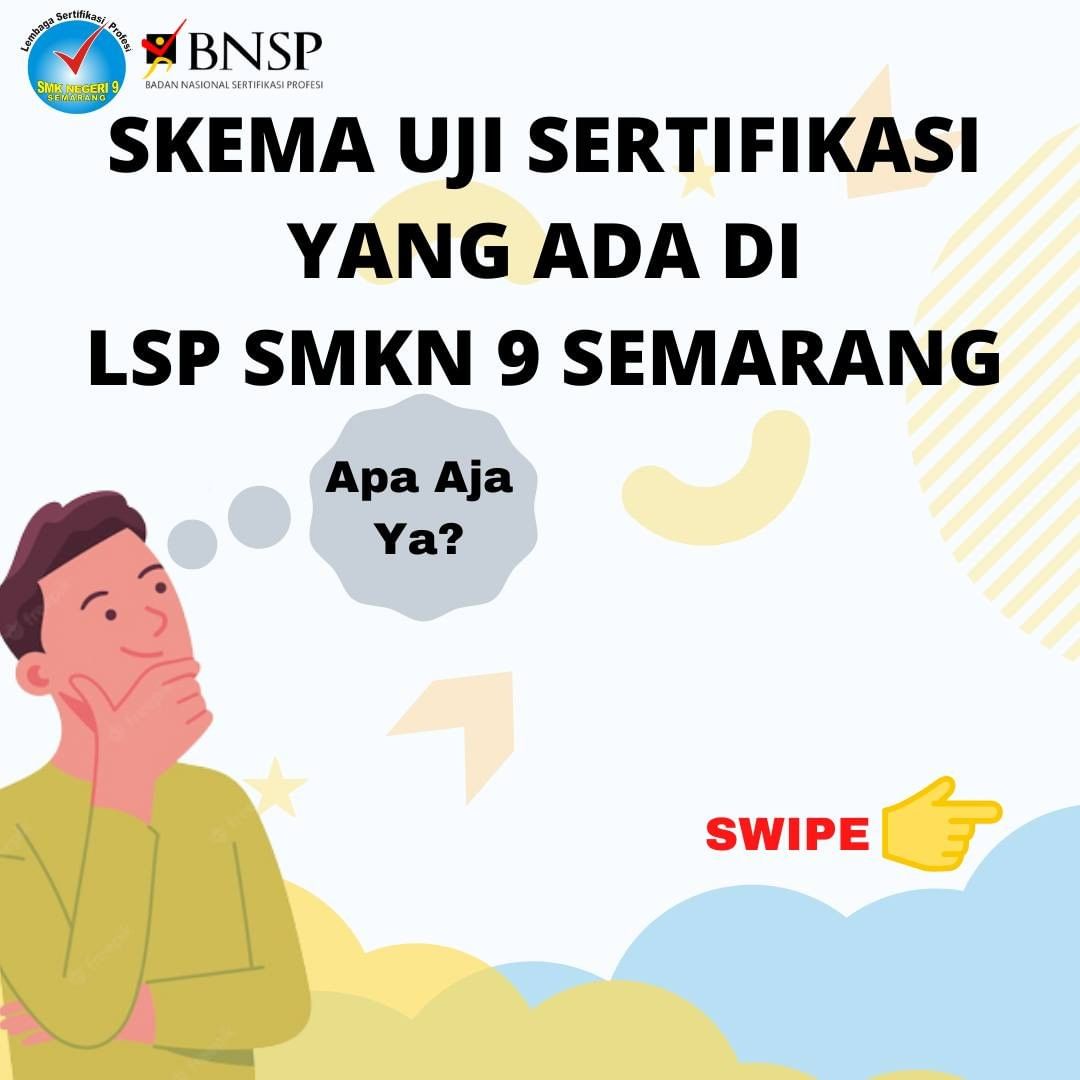 Lembaga Sertifikasi Profesi
SMK NEGERI 9
SEMARANG
BNSP
BADAN NASIONAL SERTIFIKASI PROFESI
SKEMA UJI SERTIFIKASI
YANG ADA DI
LSP SMKN 9 SEMARANG
Apa Aja
Ya?
SWIPE